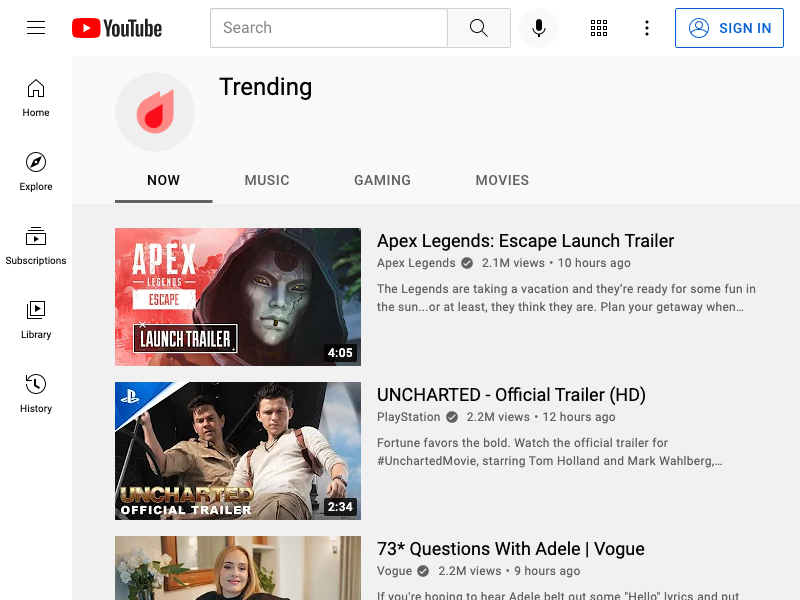 YouTube
Search
SIGN IN
Home
Explore
Subscriptions
Library
History
Trending
NOW
MUSIC
GAMING
MOVIES
APEX
LEGENDS
ESCAPE
LAUNCH TRAILER
4:05
Apex Legends: Escape Launch Trailer
Apex Legends 2.1M views • 10 hours ago
The Legends are taking a vacation and they’re ready for some fun in
the sun...or at least, they think they are. Plan your getaway when...
UNCHARTED
OFFICIAL TRAILER
2:34
UNCHARTED - Official Trailer (HD)
PlayStation 2.2M views • 12 hours ago
Fortune favors the bold. Watch the official trailer for
#UnchartedMovie, starring Tom Holland and Mark Wahlberg,...
73* Questions With Adele | Vogue
Vogue 2.2M views • 9 hours ago
If you're hoping to hear Adele belt out some "Hello" lyrics and put